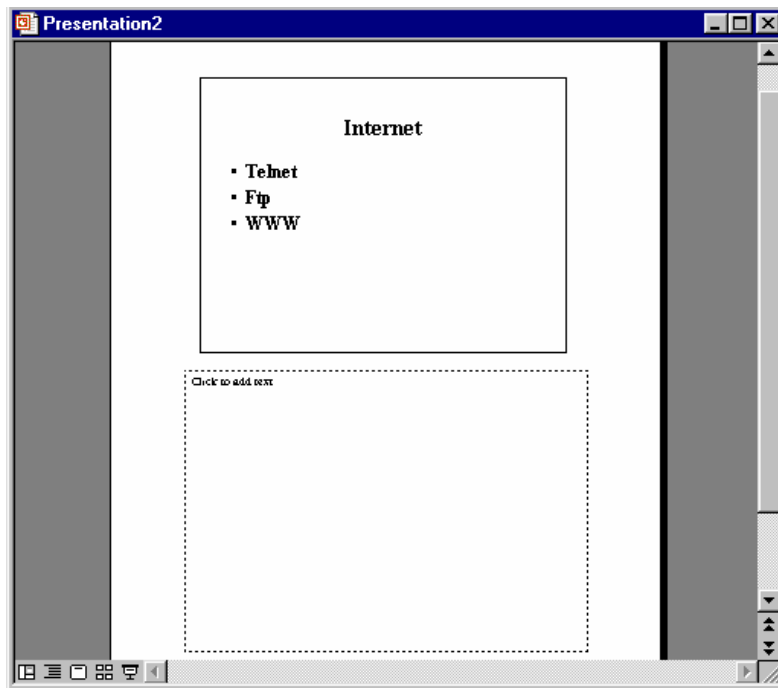 Presentation2
Internet
▪ Telnet
▪ Ftp
▪ WWW
Click to add text